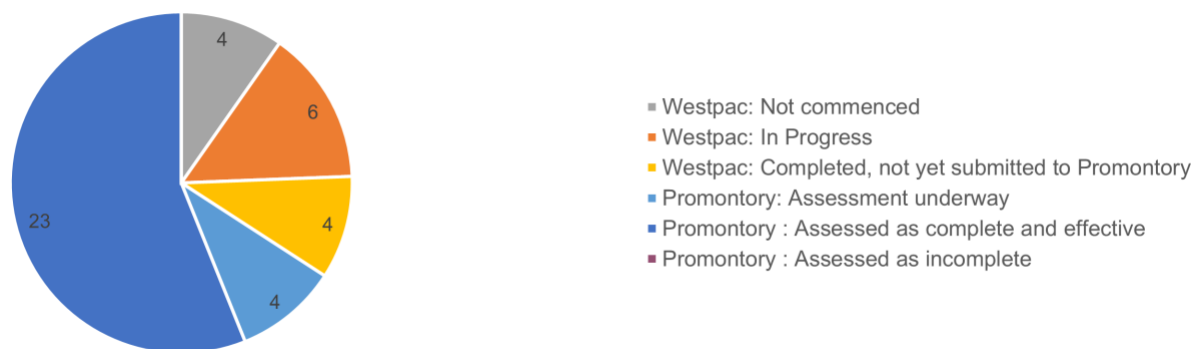 4
6
4
4
23
Westpac: Not commenced
Westpac: In Progress
Westpac: Completed, not yet submitted to Promontory
Promontory: Assessment underway
Promontory : Assessed as complete and effective
Promontory : Assessed as incomplete